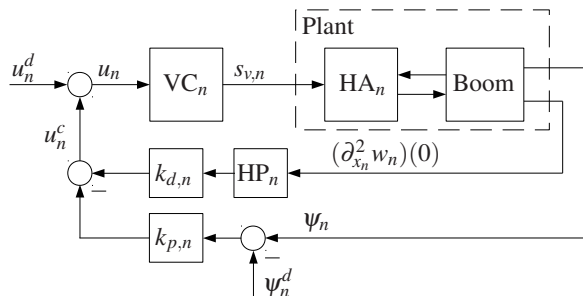 Plant
u_n^d
u_n
VC_n
s_{v,n}
HA_n
Boom
u_n^c
(∂_{x_n}^2 w_n)(0)
k_{d,n}
HP_n
k_{p,n}
ψ_n
ψ_n^d